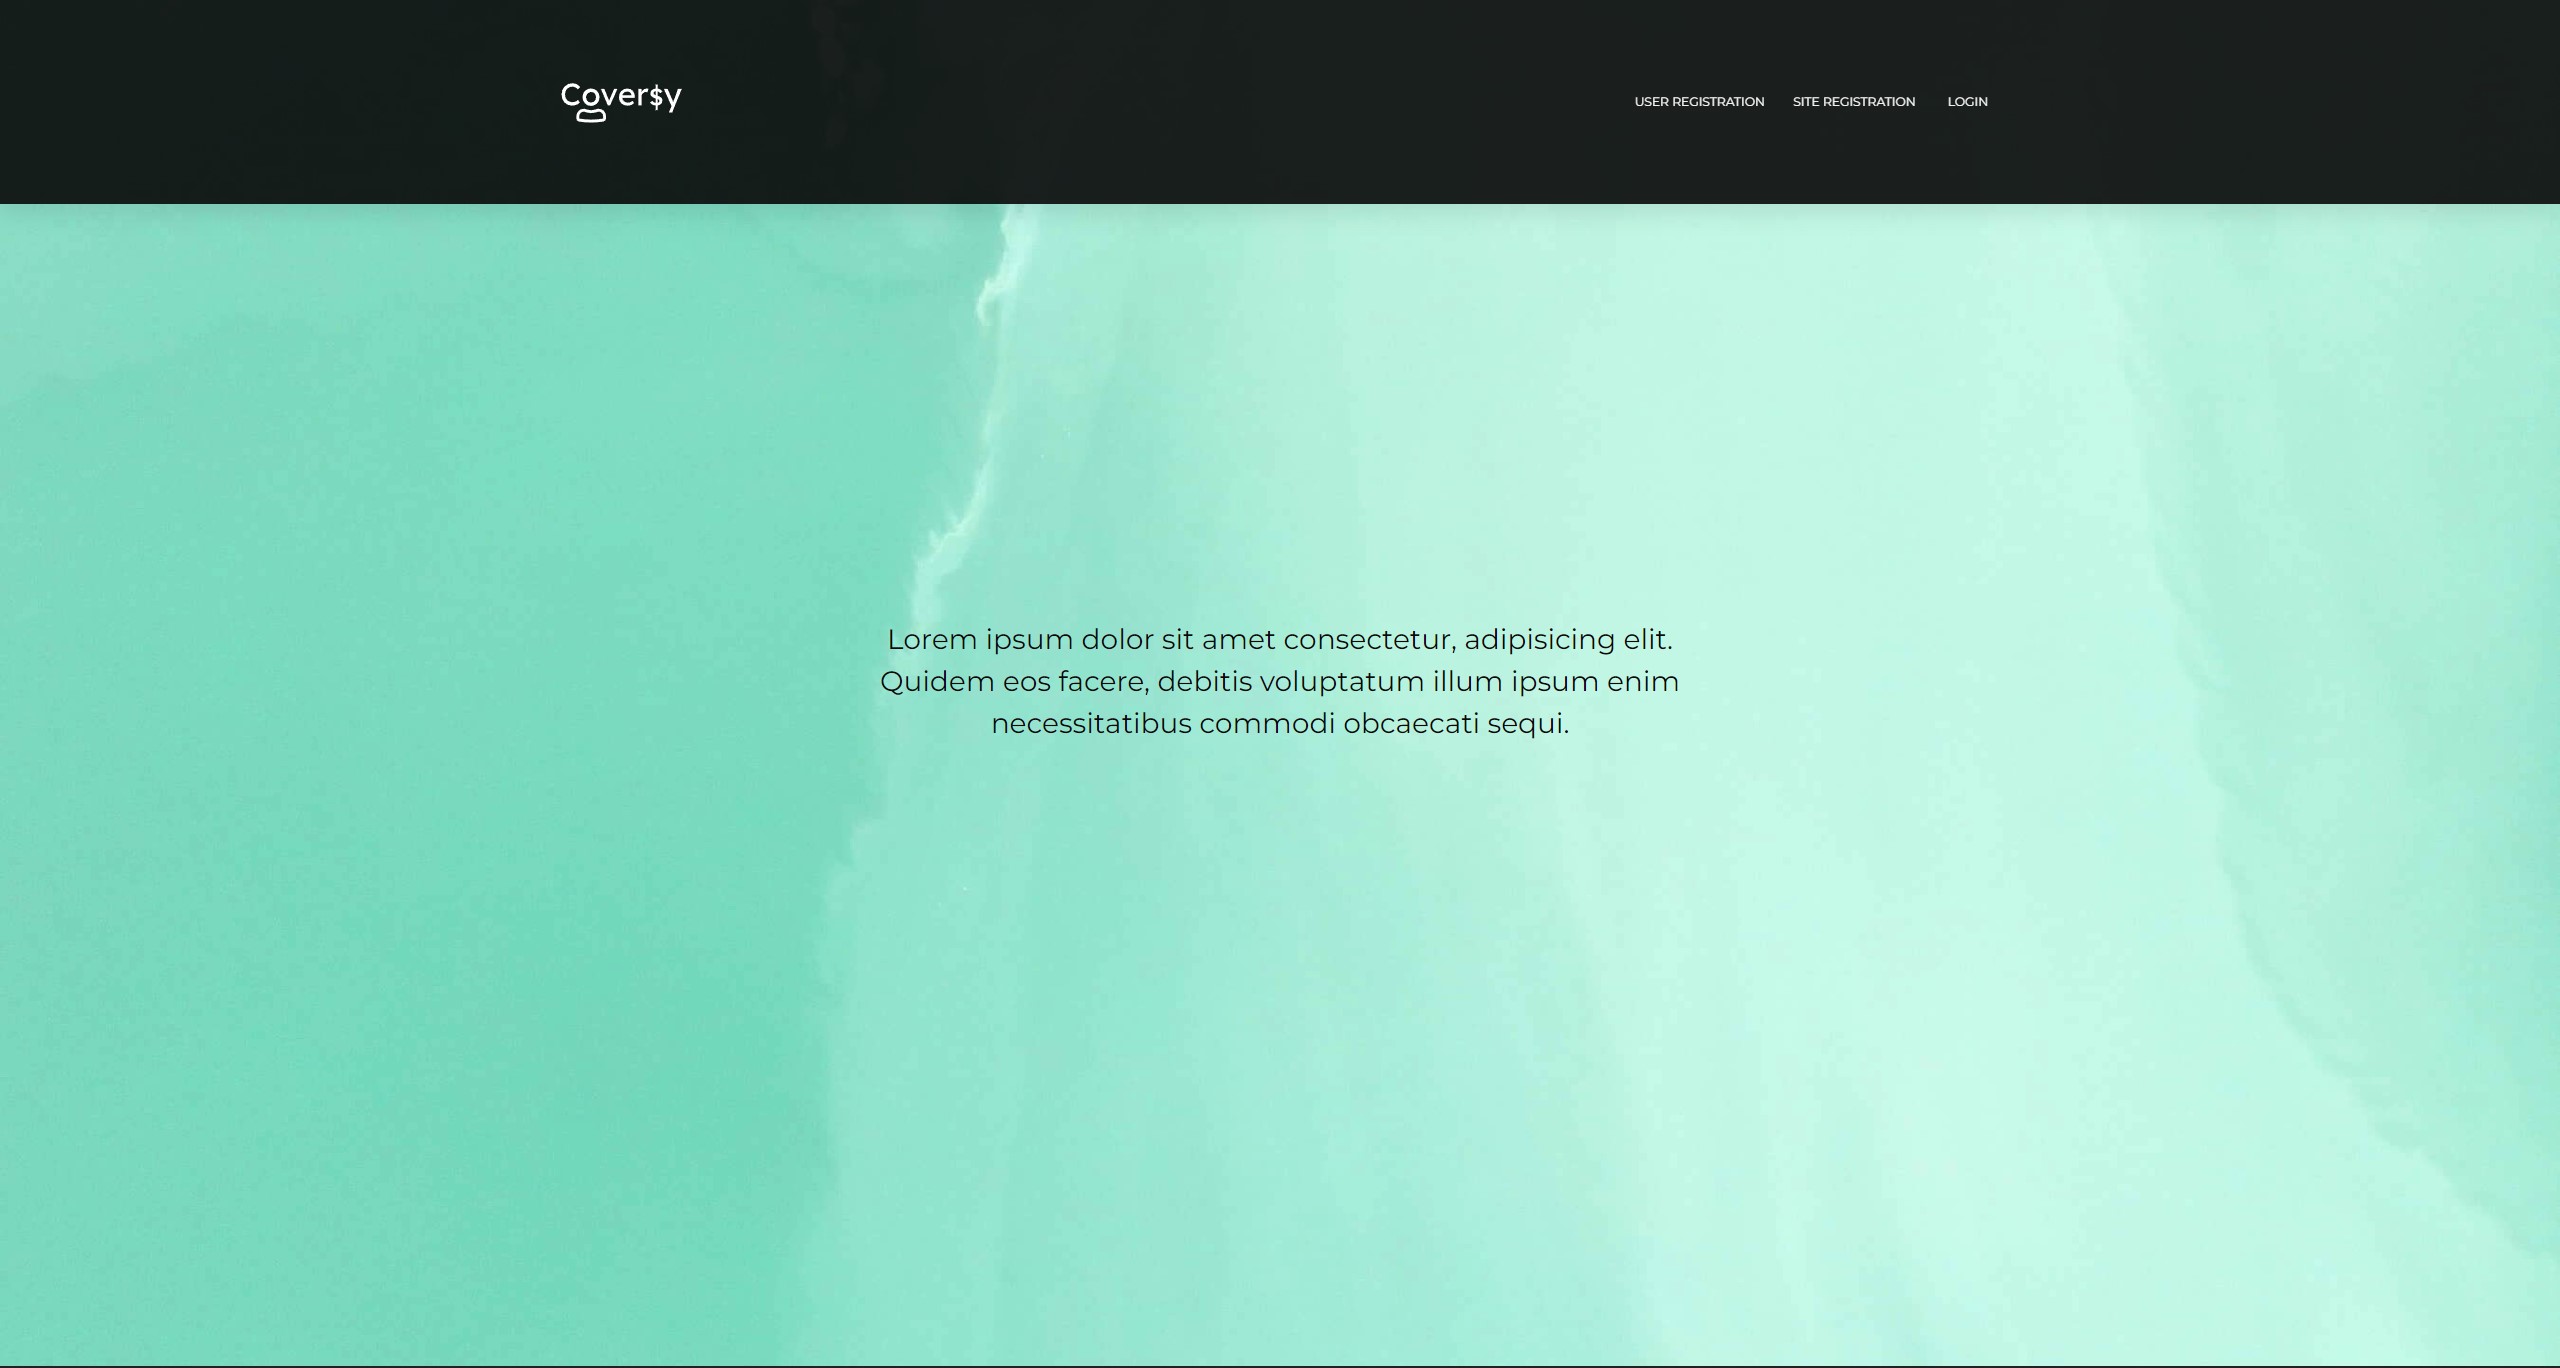 Cover$y
USER REGISTRATION SITE REGISTRATION LOGIN
Lorem ipsum dolor sit amet consectetur, adipisicing elit.
Quidem eos facere, debitis voluptatum illum ipsum enim
necessitatibus commodi obcaecati sequi.